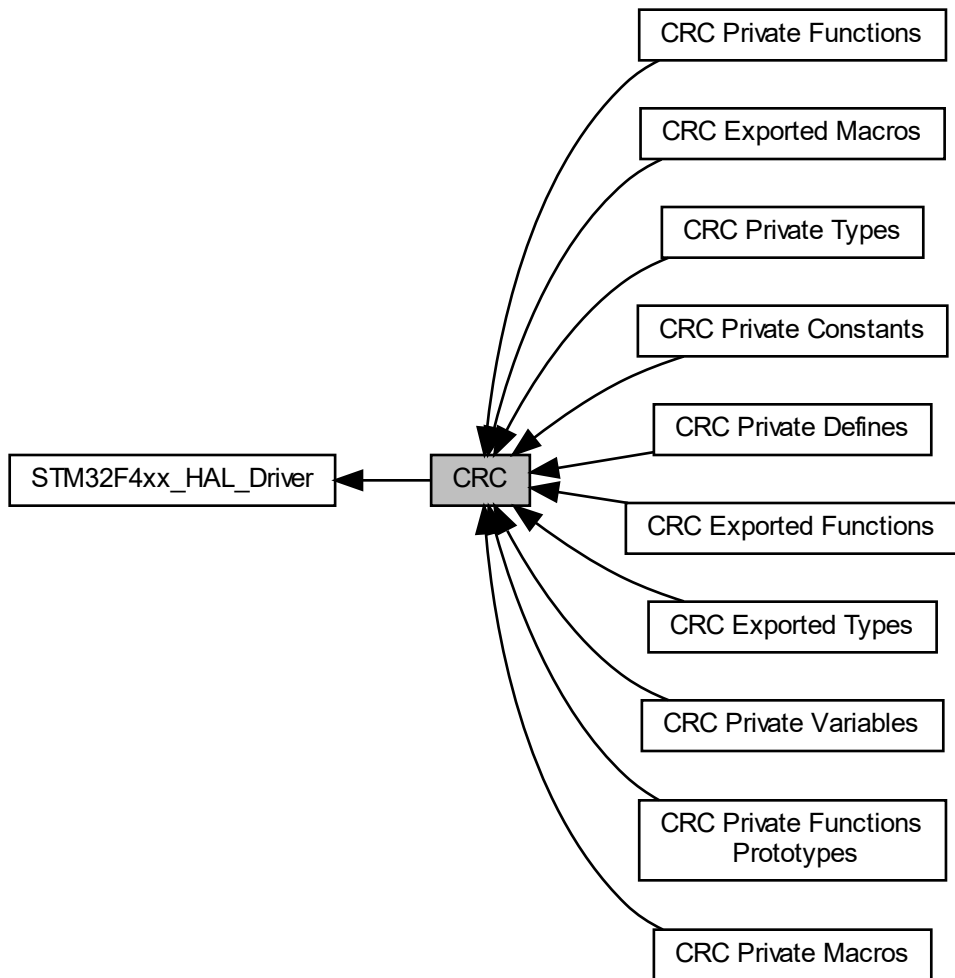 CRC Private Functions
CRC Exported Macros
CRC Private Types
CRC Private Constants
CRC Private Defines
STM32F4xx_HAL_Driver
CRC
CRC Exported Functions
CRC Exported Types
CRC Private Variables
CRC Private Functions
Prototypes
CRC Private Macros